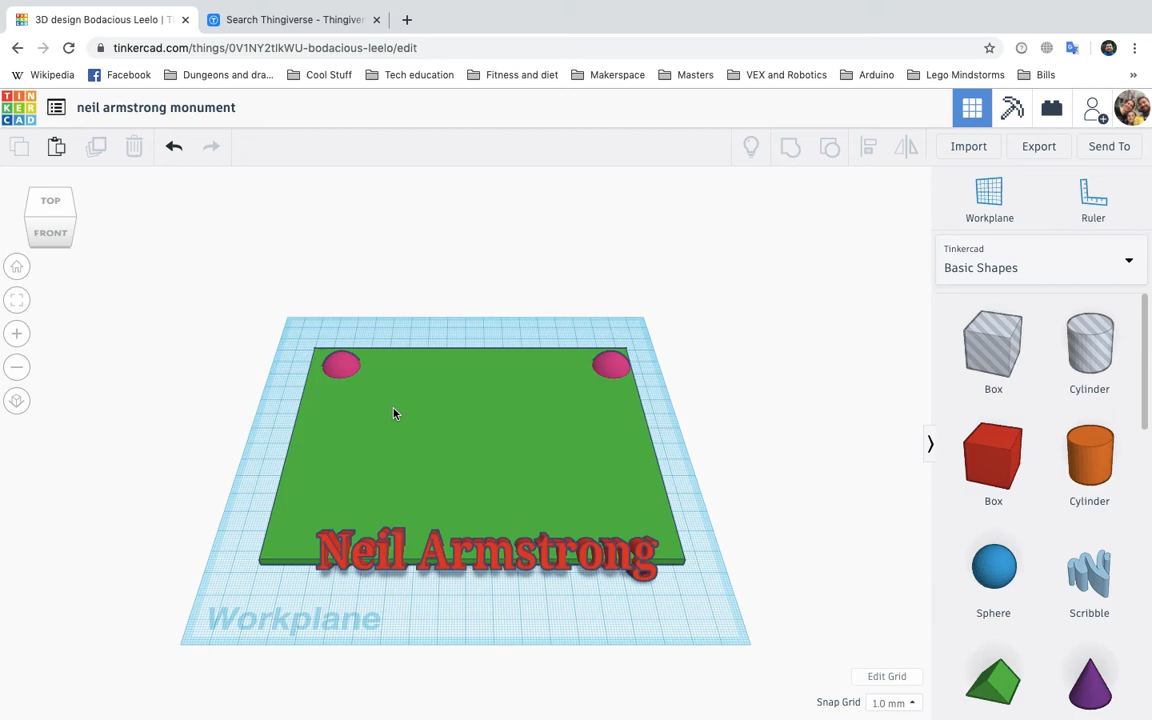 3D design Bodacious Leelo | T
Search Thingiverse - Thingiver
tinkercad.com/things/0V1NY2tIkWU-bodacious-leelo/edit
Wikipedia Facebook Dungeons and dra... Cool Stuff Tech education Fitness and diet Makerspace Masters VEX and Robotics Arduino Lego Mindstorms Bills »
TIN
KER
CAD
neil armstrong monument
Import Export Send To
TOP
FRONT
Workplane Ruler
Tinkercad
Basic Shapes
Box Cylinder
Box Cylinder
Sphere Scribble
Neil Armstrong
Workplane
Edit Grid
Snap Grid 1.0 mm